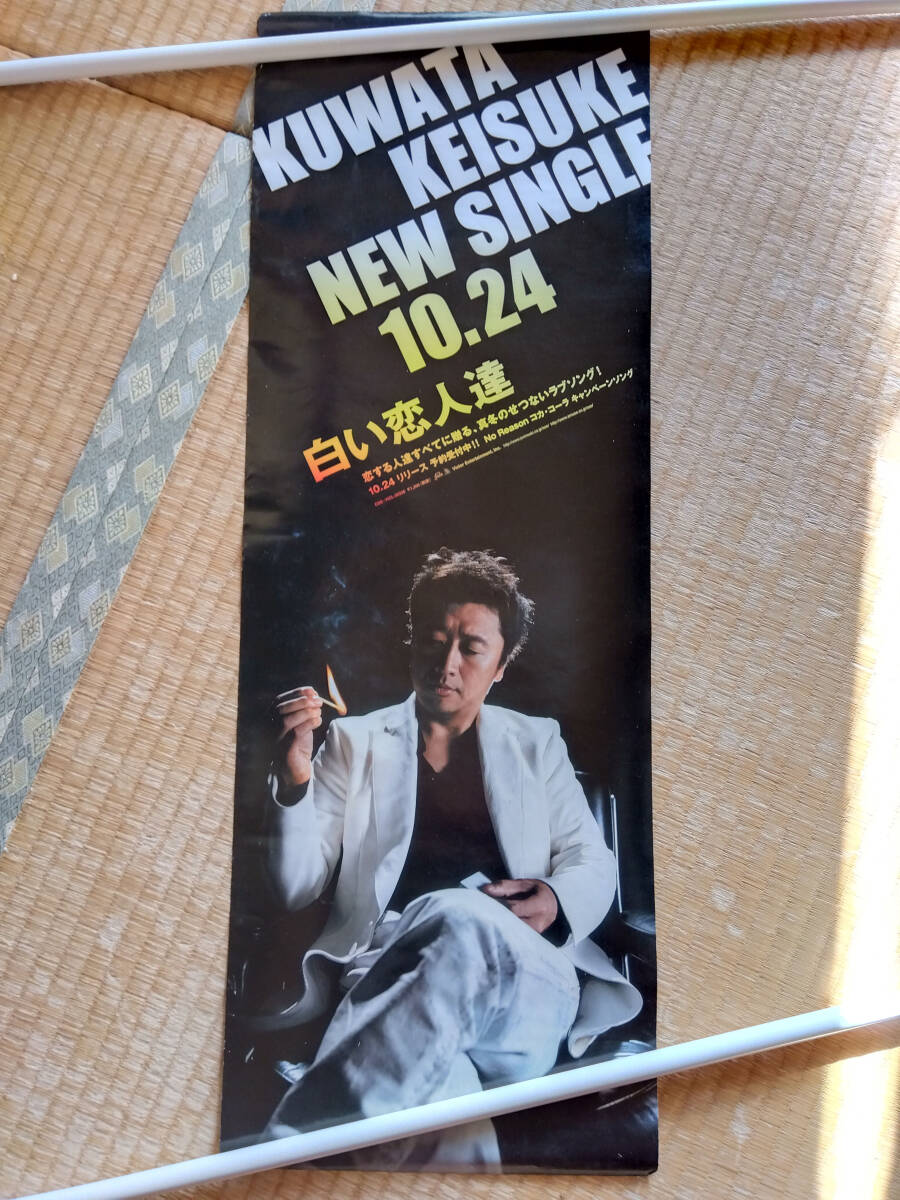 KUWATA
KEISUKE
NEW SINGLE
10.24
白い恋人達
恋する人達すべてに贈る、真冬のせつないラブソング!
10.24 リリース 予約受付中!! No Reason コカ・コーラ キャンペーンソング
Victor Entertainment, Inc.